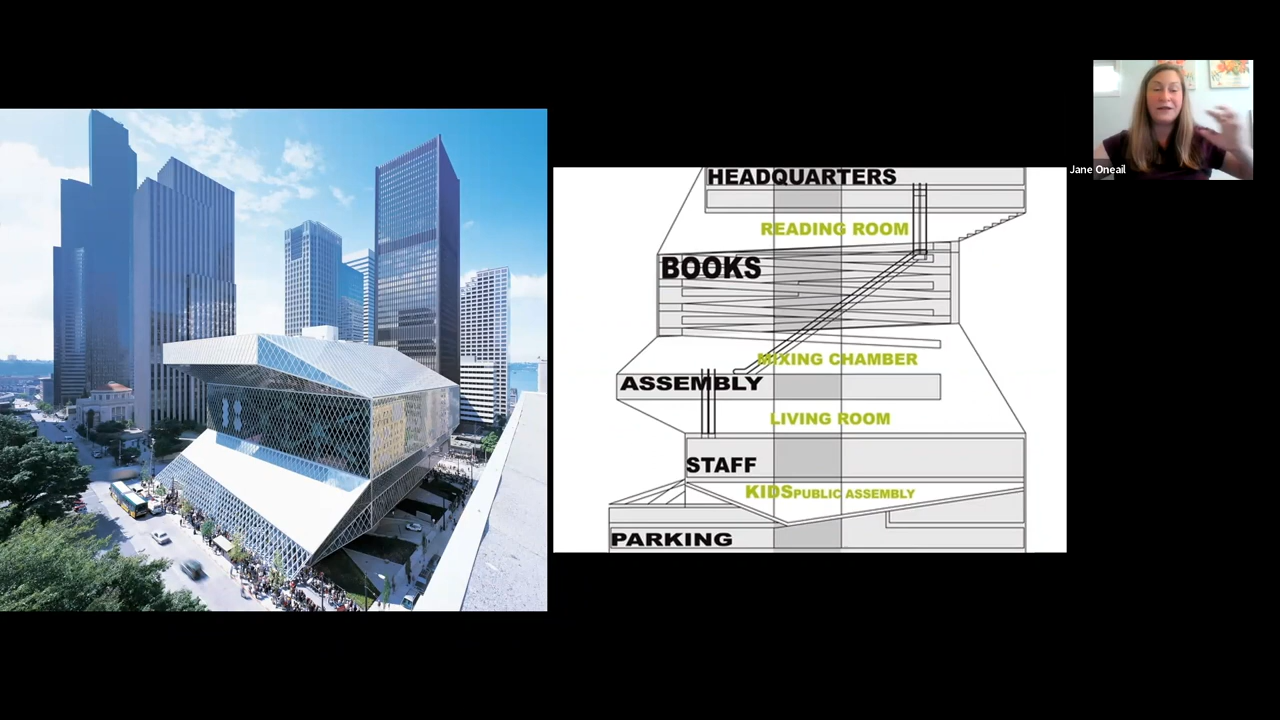 Jane Oneail
HEADQUARTERS
READING ROOM
BOOKS
MIXING CHAMBER
ASSEMBLY
LIVING ROOM
STAFF
KIDS PUBLIC ASSEMBLY
PARKING